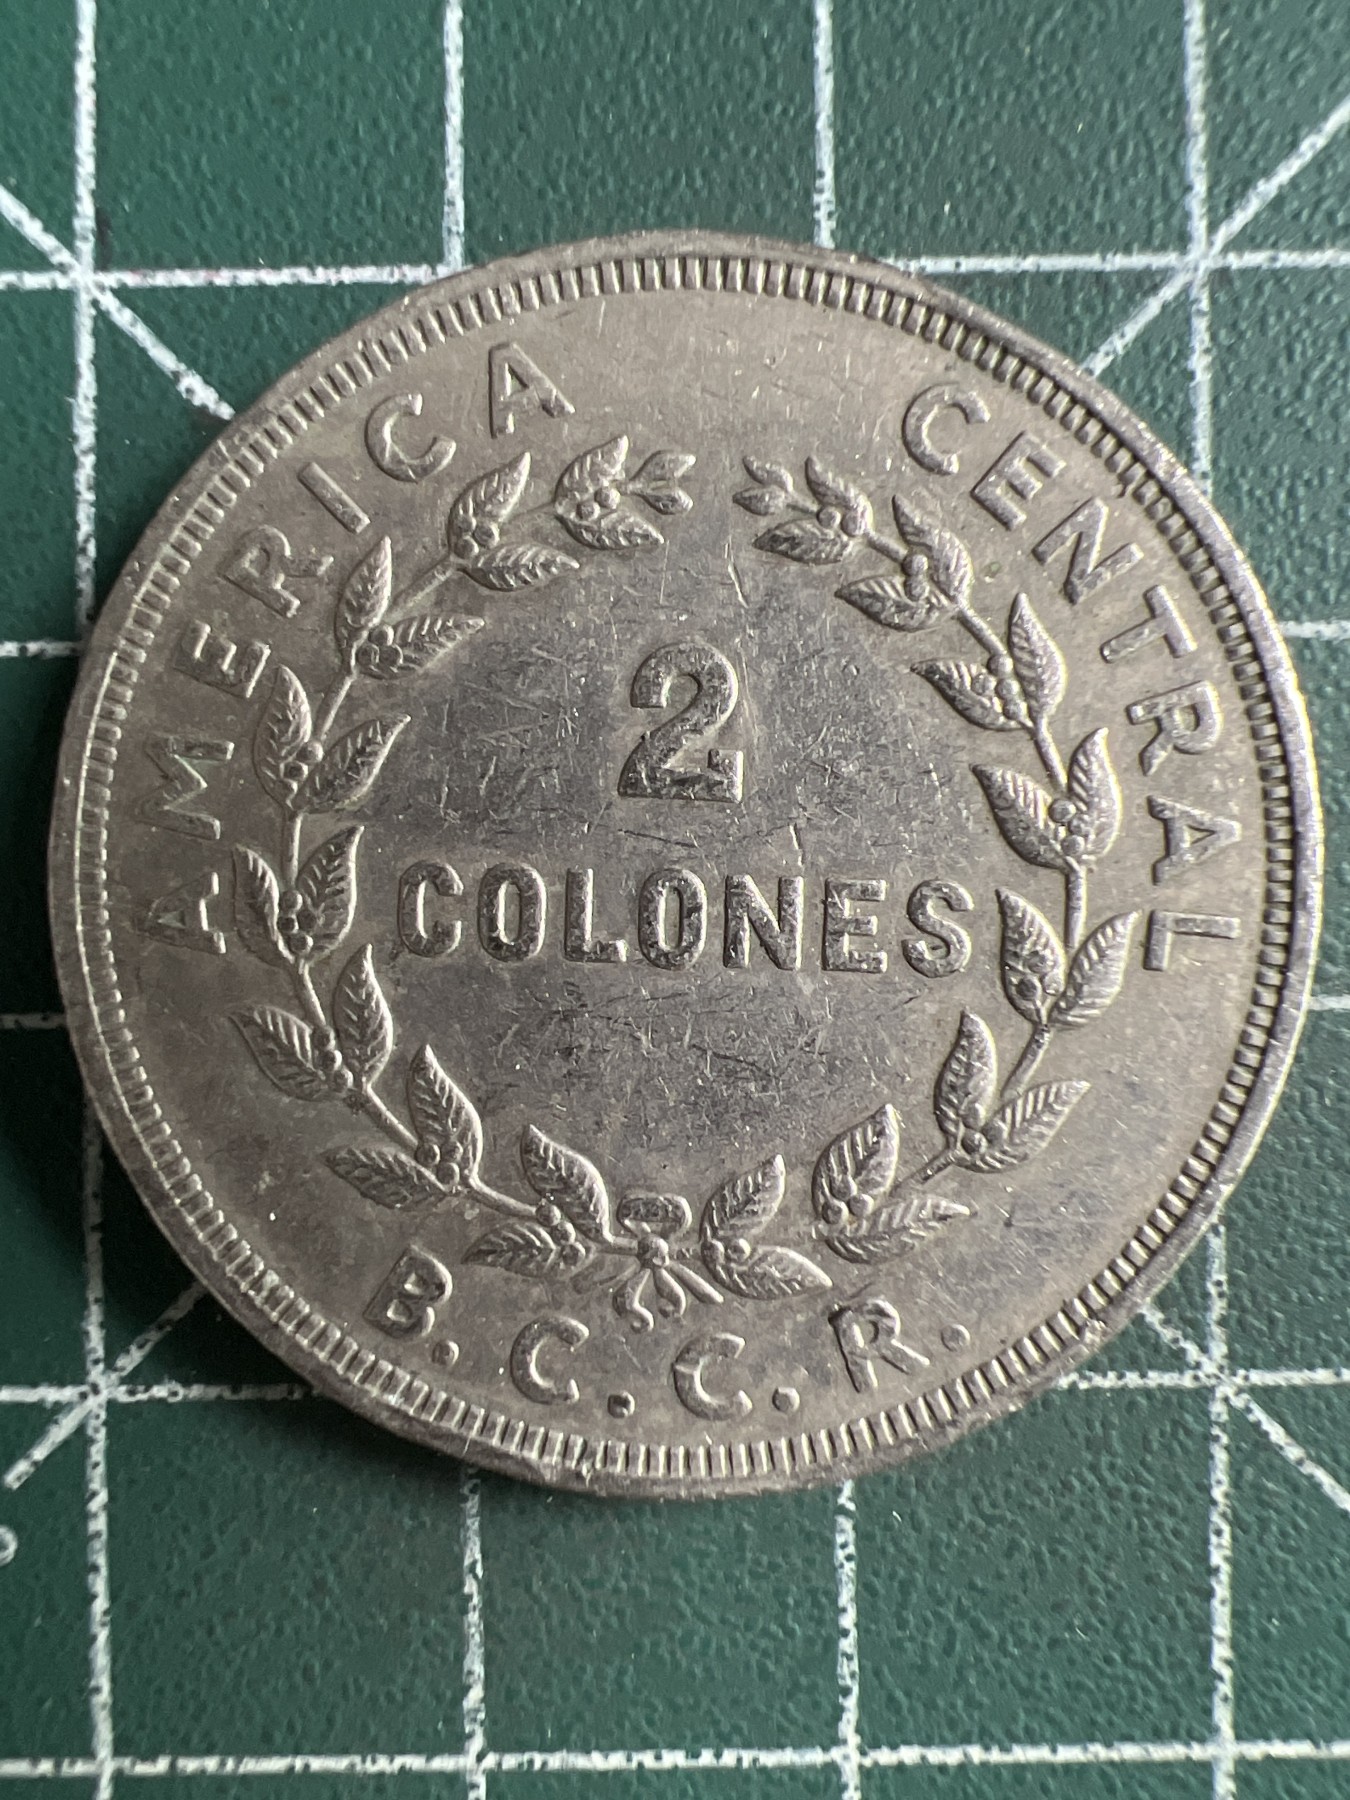 AMERICA CENTRAL
2
COLONES
B.C.C.R.